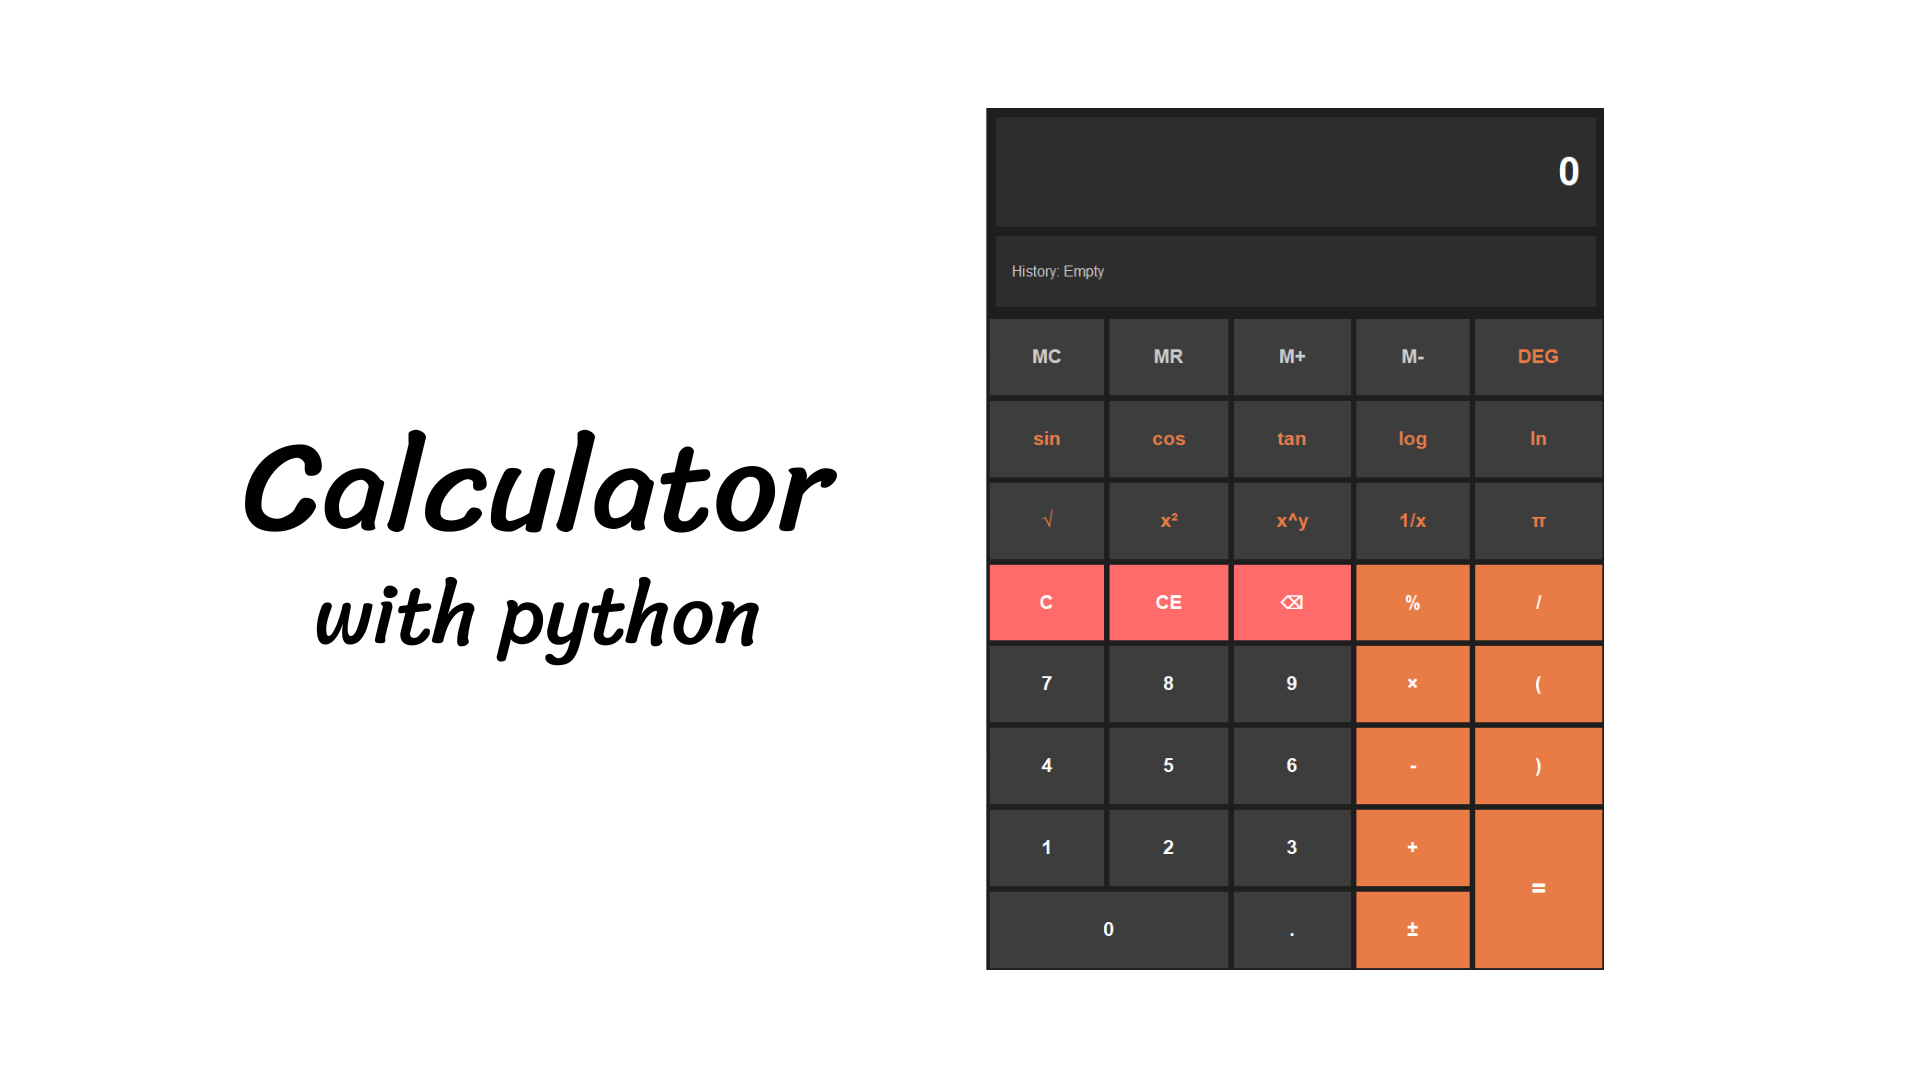 Calculator
with python
0
History: Empty
MC MR M+ M- DEG
sin cos tan log ln
√ x² x^y 1/x π
C CE ⌫ % /
7 8 9 × (
4 5 6 - )
1 2 3 +
=
0 . ±